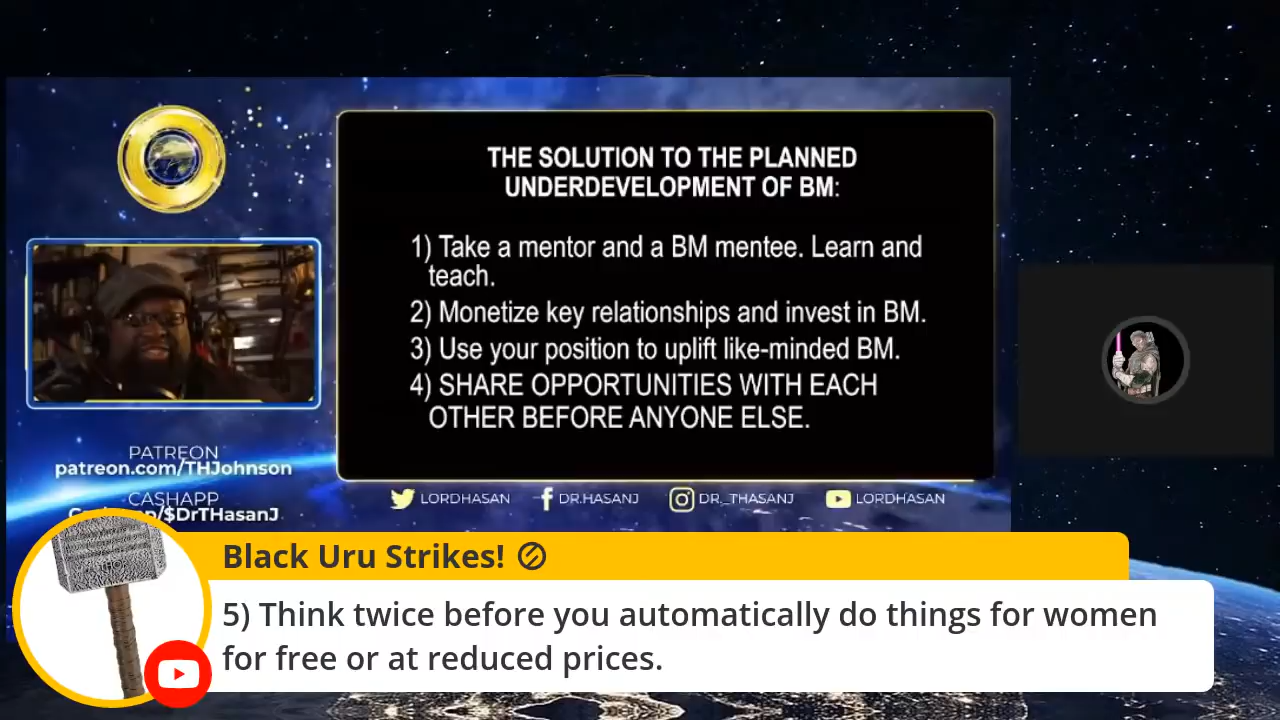 THE SOLUTION TO THE PLANNED
UNDERDEVELOPMENT OF BM:
1) Take a mentor and a BM mentee. Learn and
teach.
2) Monetize key relationships and invest in BM.
3) Use your position to uplift like-minded BM.
4) SHARE OPPORTUNITIES WITH EACH
OTHER BEFORE ANYONE ELSE.
PATREON
patreon.com/THJohnson
CASHAPP
LORDHASAN
DR.HASANJ
DR._THASANJ
LORDHASAN
Black Uru Strikes!
5) Think twice before you automatically do things for women
for free or at reduced prices.